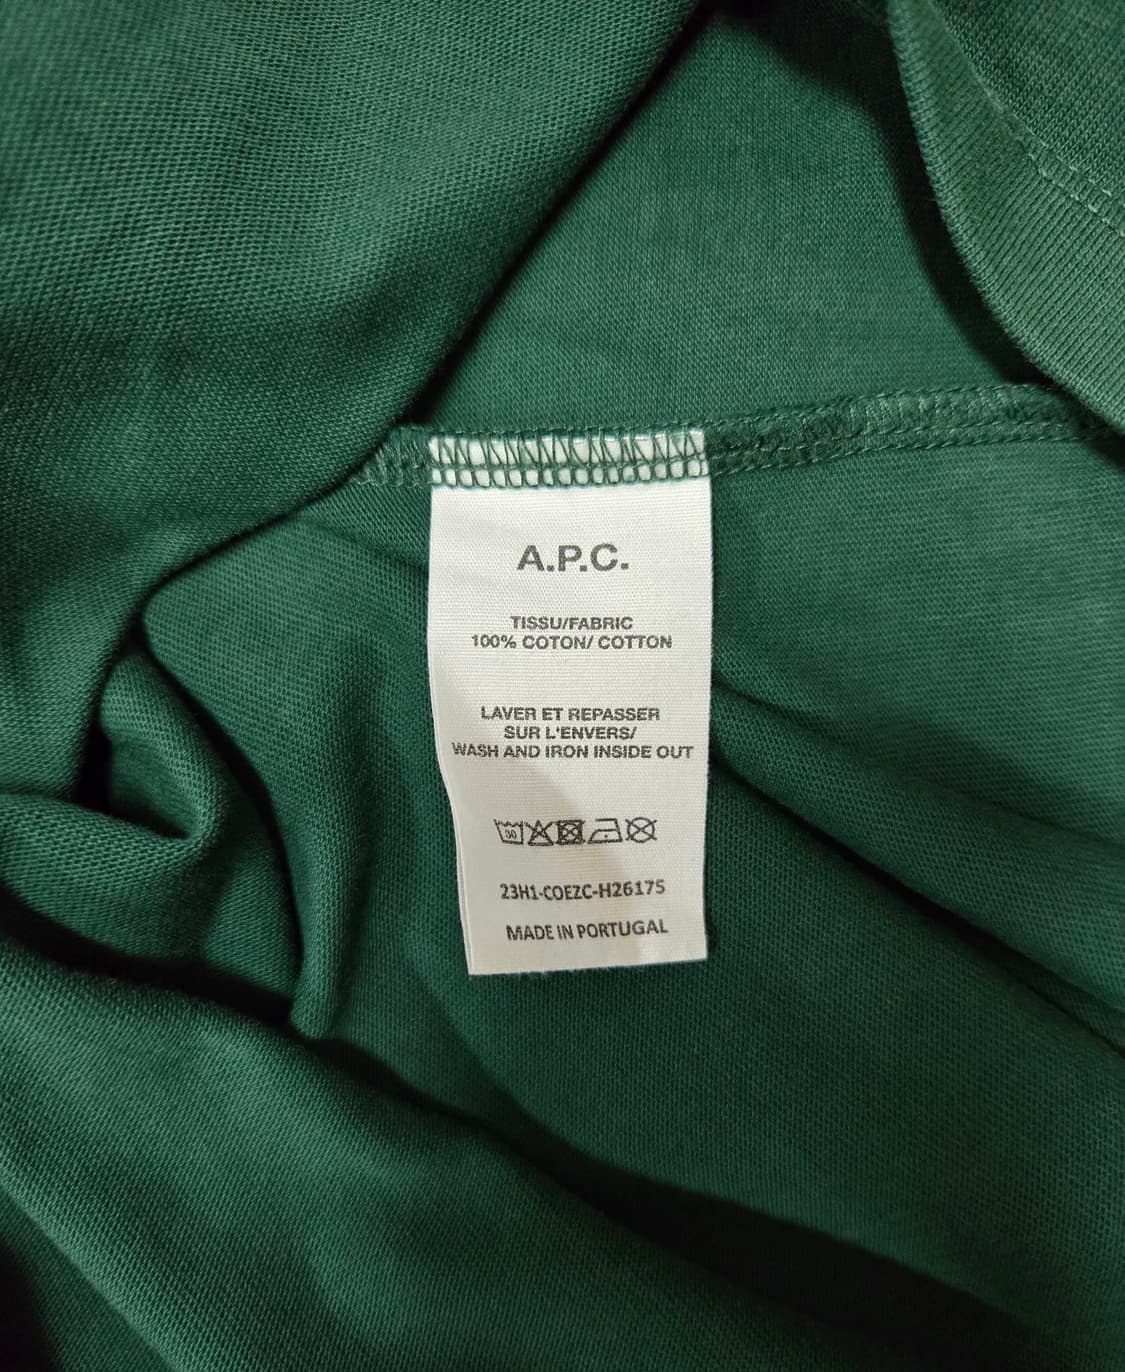 A.P.C.
TISSU/FABRIC
100% COTON/ COTTON
LAVER ET REPASSER
SUR L'ENVERS/
WASH AND IRON INSIDE OUT
30
23H1-COEZC-H26175
MADE IN PORTUGAL